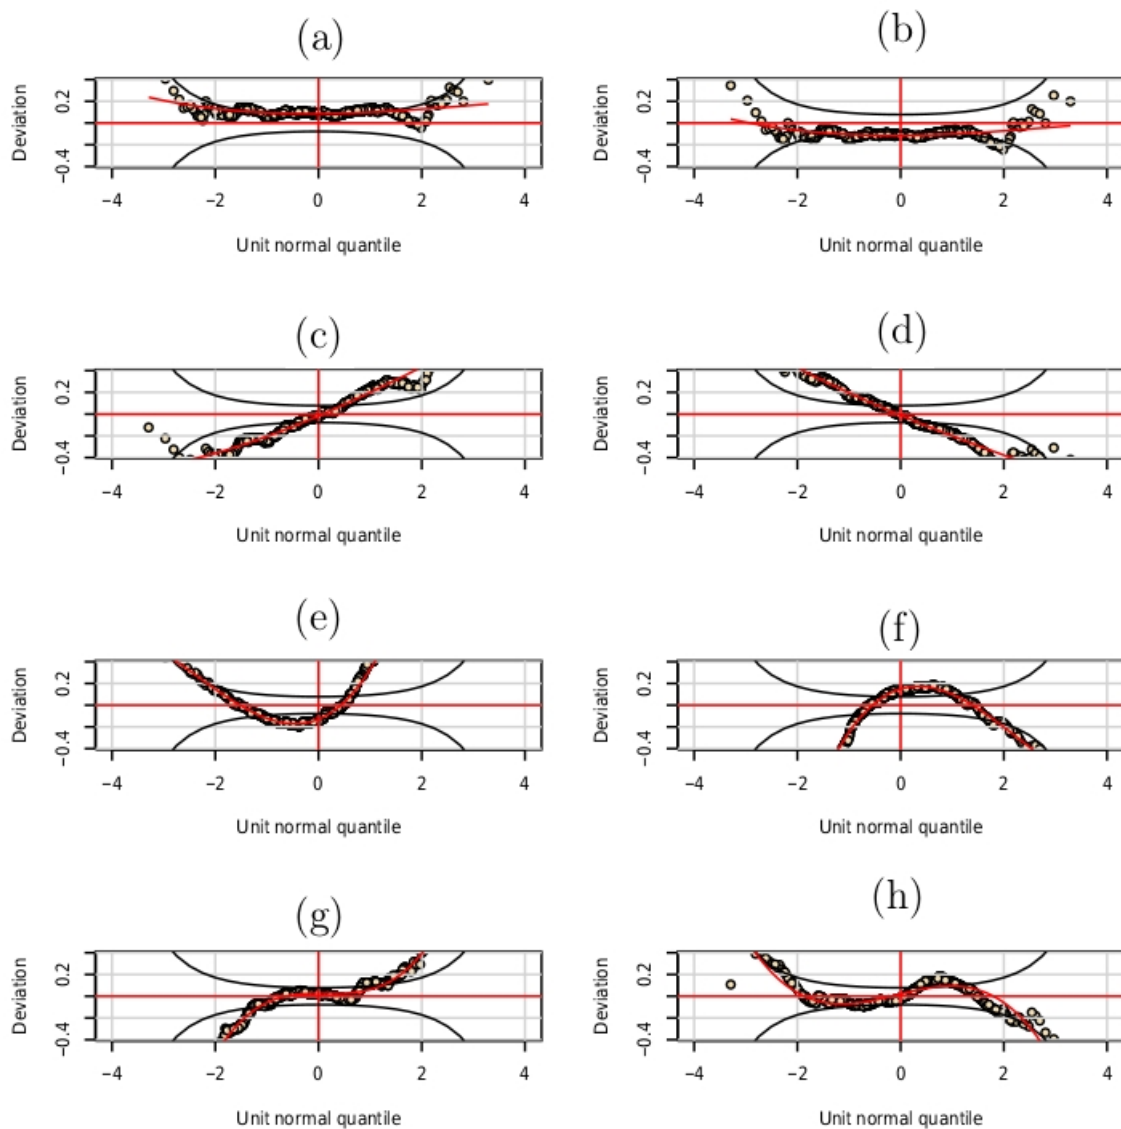 (a)
Deviation
0.2
−0.4
−4 −2 0 2 4
Unit normal quantile
(b)
Deviation
0.2
−0.4
−4 −2 0 2 4
Unit normal quantile
(c)
Deviation
0.2
−0.4
−4 −2 0 2 4
Unit normal quantile
(d)
Deviation
0.2
−0.4
−4 −2 0 2 4
Unit normal quantile
(e)
Deviation
0.2
−0.4
−4 −2 0 2 4
Unit normal quantile
(f)
Deviation
0.2
−0.4
−4 −2 0 2 4
Unit normal quantile
(g)
Deviation
0.2
−0.4
−4 −2 0 2 4
Unit normal quantile
(h)
Deviation
0.2
−0.4
−4 −2 0 2 4
Unit normal quantile